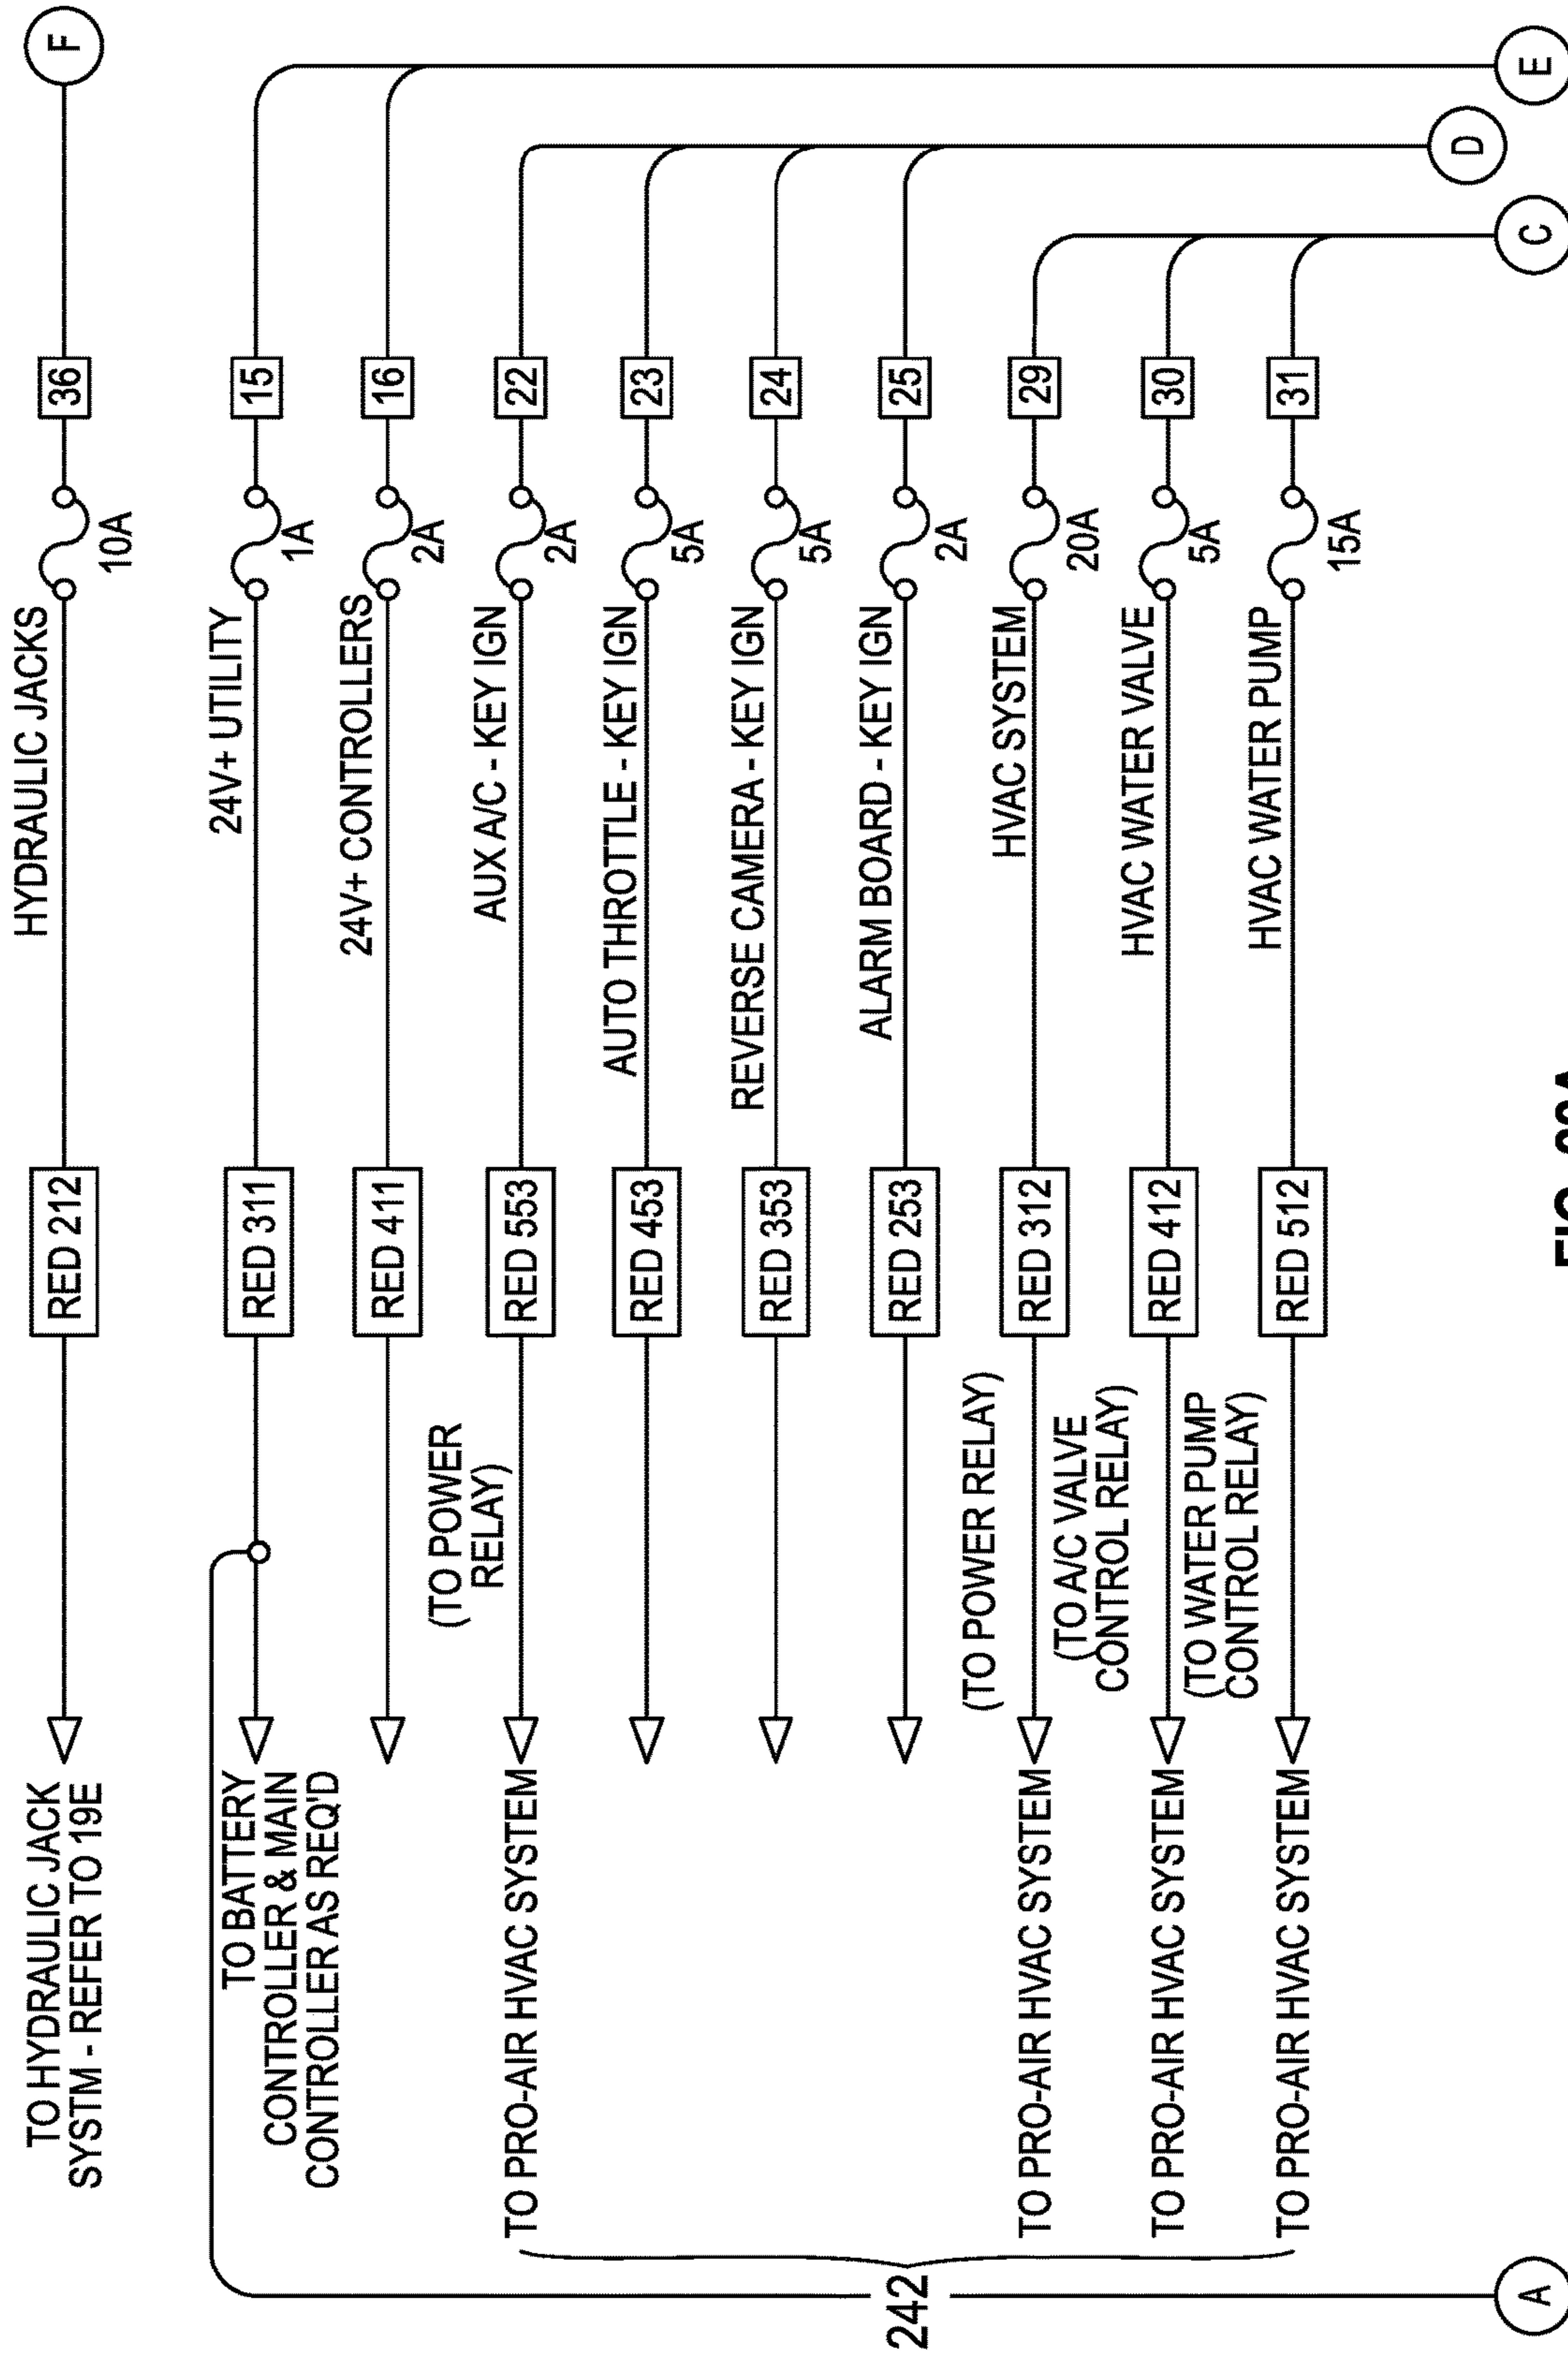 TO HYDRAULIC JACK
SYSTM - REFER TO 19E
RED 212
HYDRAULIC JACKS
10A
36
F
TO BATTERY
CONTROLLER & MAIN
CONTROLLER AS REQ'D
RED 311
24V+ UTILITY
1A
15
RED 411
24V+ CONTROLLERS
2A
16
TO PRO-AIR HVAC SYSTEM
(TO POWER
RELAY)
RED 553
AUX A/C - KEY IGN
2A
22
RED 453
AUTO THROTTLE - KEY IGN
5A
23
RED 353
REVERSE CAMERA - KEY IGN
5A
24
RED 253
ALARM BOARD - KEY IGN
2A
25
TO PRO-AIR HVAC SYSTEM
(TO POWER RELAY)
RED 312
HVAC SYSTEM
20A
29
TO PRO-AIR HVAC SYSTEM
(TO A/C VALVE
CONTROL RELAY)
RED 412
HVAC WATER VALVE
5A
30
TO PRO-AIR HVAC SYSTEM
(TO WATER PUMP
CONTROL RELAY)
RED 512
HVAC WATER PUMP
15A
31
242
A
C
D
E